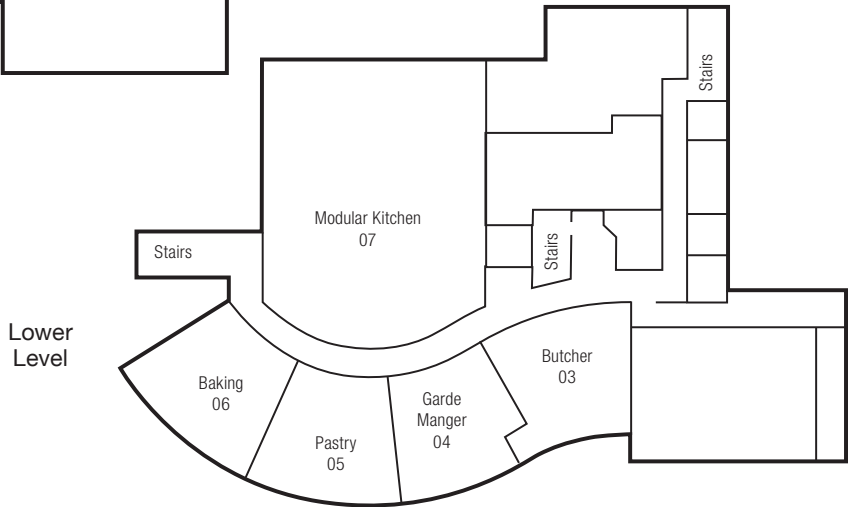 Stairs
Modular Kitchen
07
Stairs
Stairs
Lower
Level
Butcher
03
Baking
06
Garde
Manger
04
Pastry
05